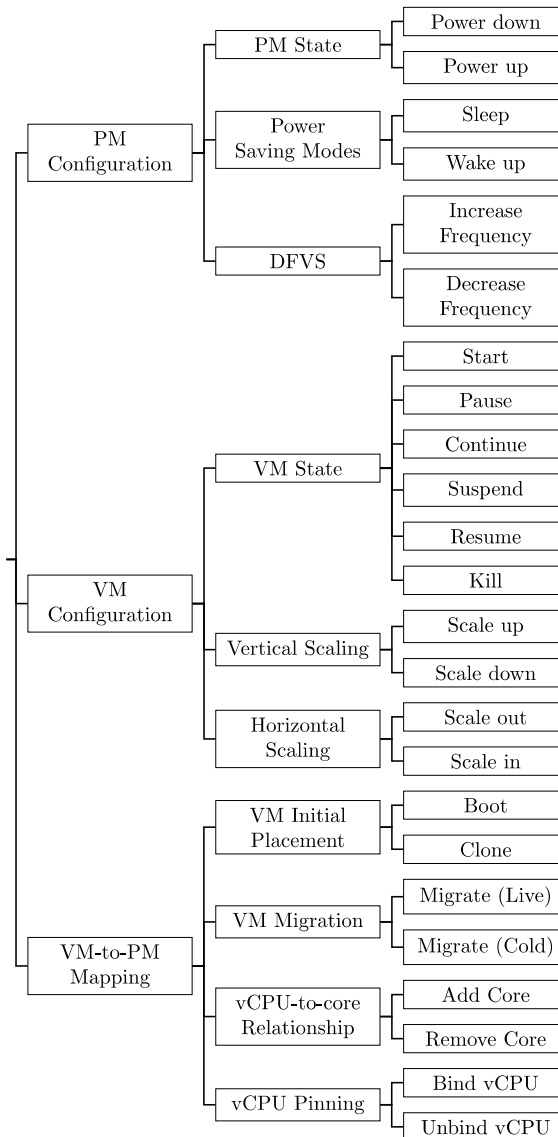 PM
Configuration
PM State
Power down
Power up
Power
Saving Modes
Sleep
Wake up
DFVS
Increase
Frequency
Decrease
Frequency
VM
Configuration
VM State
Start
Pause
Continue
Suspend
Resume
Kill
Vertical Scaling
Scale up
Scale down
Horizontal
Scaling
Scale out
Scale in
VM-to-PM
Mapping
VM Initial
Placement
Boot
Clone
VM Migration
Migrate (Live)
Migrate (Cold)
vCPU-to-core
Relationship
Add Core
Remove Core
vCPU Pinning
Bind vCPU
Unbind vCPU